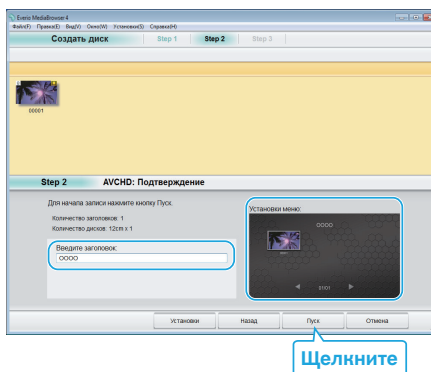 Everio MediaBrowser 4
Файл(F) Правка(E) Вид(V) Окно(W) Установки(S) Справка(H)
Создать диск Step 1 Step 2 Step 3
00001
Step 2 AVCHD: Подтверждение
Для начала записи нажмите кнопку Пуск.
Количество заголовков: 1
Количество дисков: 12cm x 1
Введите заголовок:
OOOO
Установки меню:
OOOO
01/01
Установки Назад Пуск Отмена
Щелкните